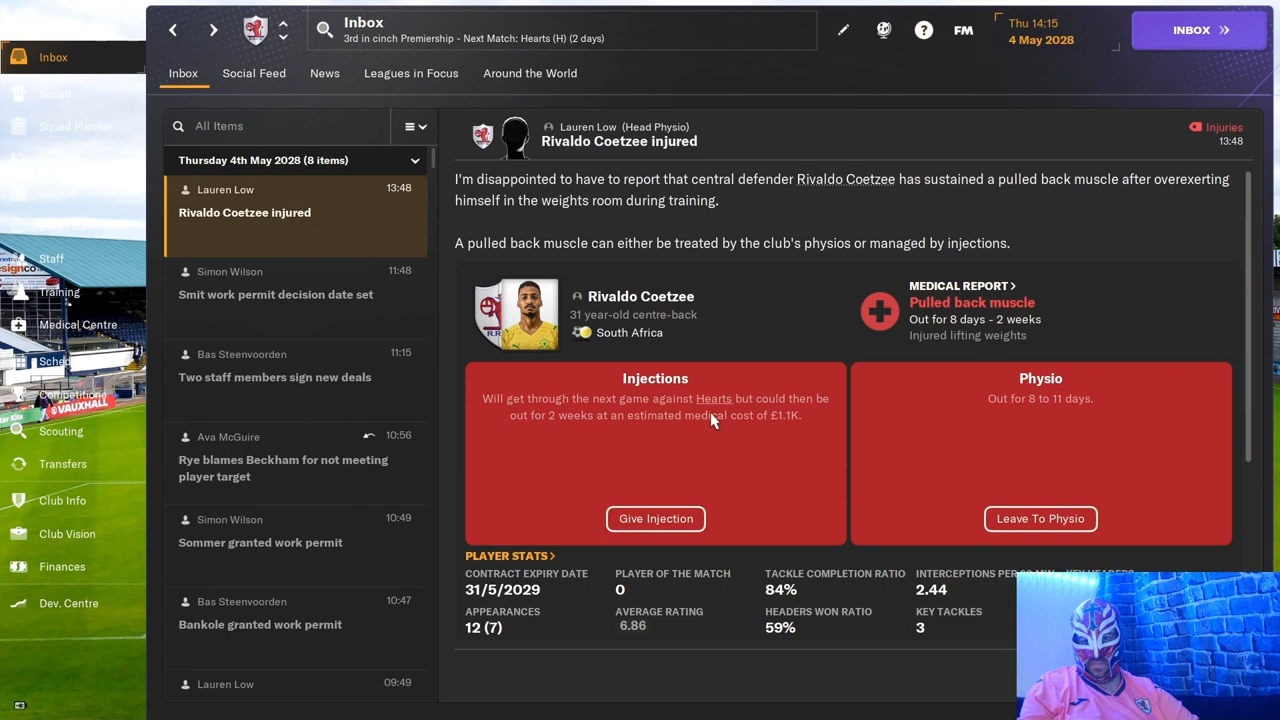 Inbox
3rd in cinch Premiership - Next Match: Hearts (H) (2 days)
FM
Thu 14:15
4 May 2028
INBOX
Inbox
Squad
Squad Planner
Staff
Training
Medical Centre
Sched
Competitions
Scouting
Transfers
Club Info
Club Vision
Finances
Dev. Centre
VAUXHALL
Inbox Social Feed News Leagues in Focus Around the World
All Items
Thursday 4th May 2028 (8 items)
Lauren Low 13:48
Rivaldo Coetzee injured
Simon Wilson 11:48
Smit work permit decision date set
Bas Steenvoorden 11:15
Two staff members sign new deals
Ava McGuire 10:56
Rye blames Beckham for not meeting
player target
Simon Wilson 10:49
Sommer granted work permit
Bas Steenvoorden 10:47
Bankole granted work permit
Lauren Low 09:49
Lauren Low (Head Physio)
Rivaldo Coetzee injured
Injuries
13:48
I'm disappointed to have to report that central defender Rivaldo Coetzee has sustained a pulled back muscle after overexerting
himself in the weights room during training.
A pulled back muscle can either be treated by the club's physios or managed by injections.
Rivaldo Coetzee
31 year-old centre-back
South Africa
MEDICAL REPORT >
Pulled back muscle
Out for 8 days - 2 weeks
Injured lifting weights
Injections
Will get through the next game against Hearts but could then be
out for 2 weeks at an estimated medical cost of £1.1K.
Give Injection
Physio
Out for 8 to 11 days.
Leave To Physio
PLAYER STATS >
CONTRACT EXPIRY DATE
31/5/2029
PLAYER OF THE MATCH
0
TACKLE COMPLETION RATIO
84%
INTERCEPTIONS PER
2.44
APPEARANCES
12 (7)
AVERAGE RATING
6.86
HEADERS WON RATIO
59%
KEY TACKLES
3